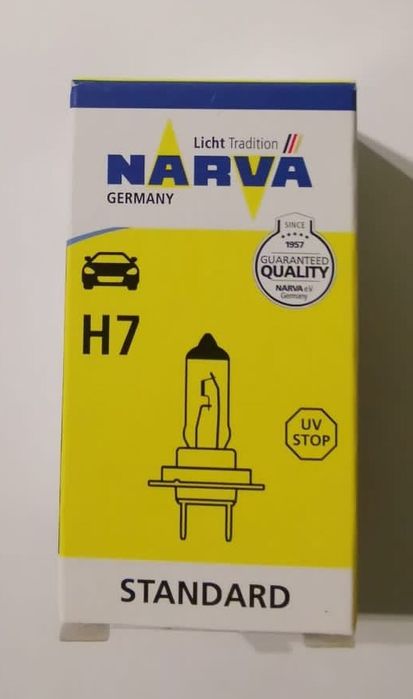 Licht Tradition
NARVA
GERMANY
SINCE
1957
GUARANTEED
QUALITY
NARVA e.V.
Germany
H7
UV
STOP
STANDARD